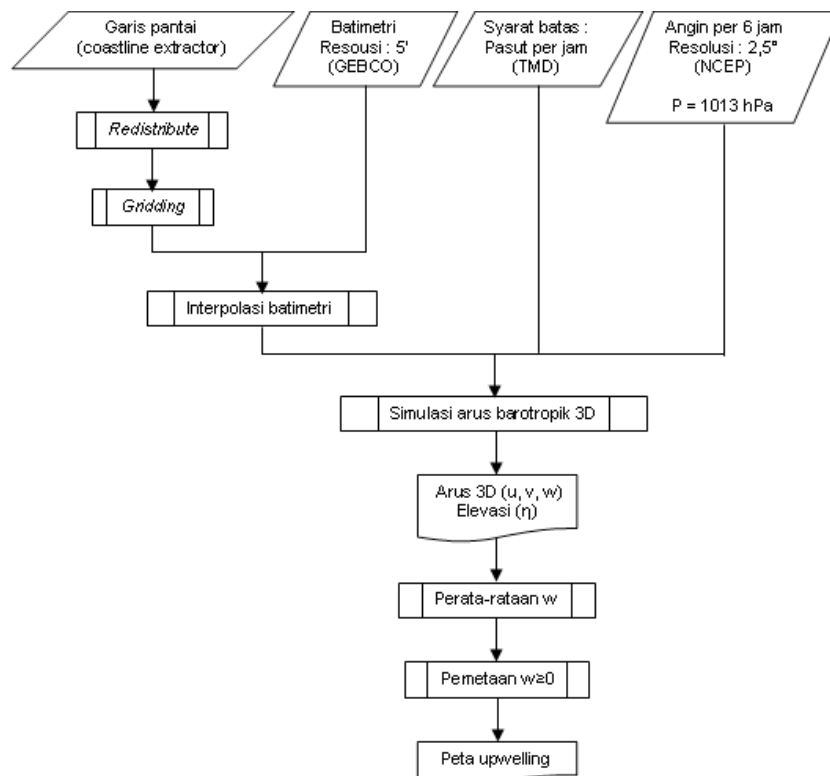 Garis pantai
(coastline extractor)
Batimetri
Resousi : 5'
(GEBCO)
Syarat batas :
Pasut per jam
(TMD)
Angin per 6 jam
Resolusi : 2,5°
(NCEP)
P = 1013 hPa
Redistribute
Gridding
Interpolasi batimetri
Simulasi arus barotropik 3D
Arus 3D (u, v, w)
Elevasi (η)
Perata-rataan w
Pemetaan w≥0
Peta upwelling